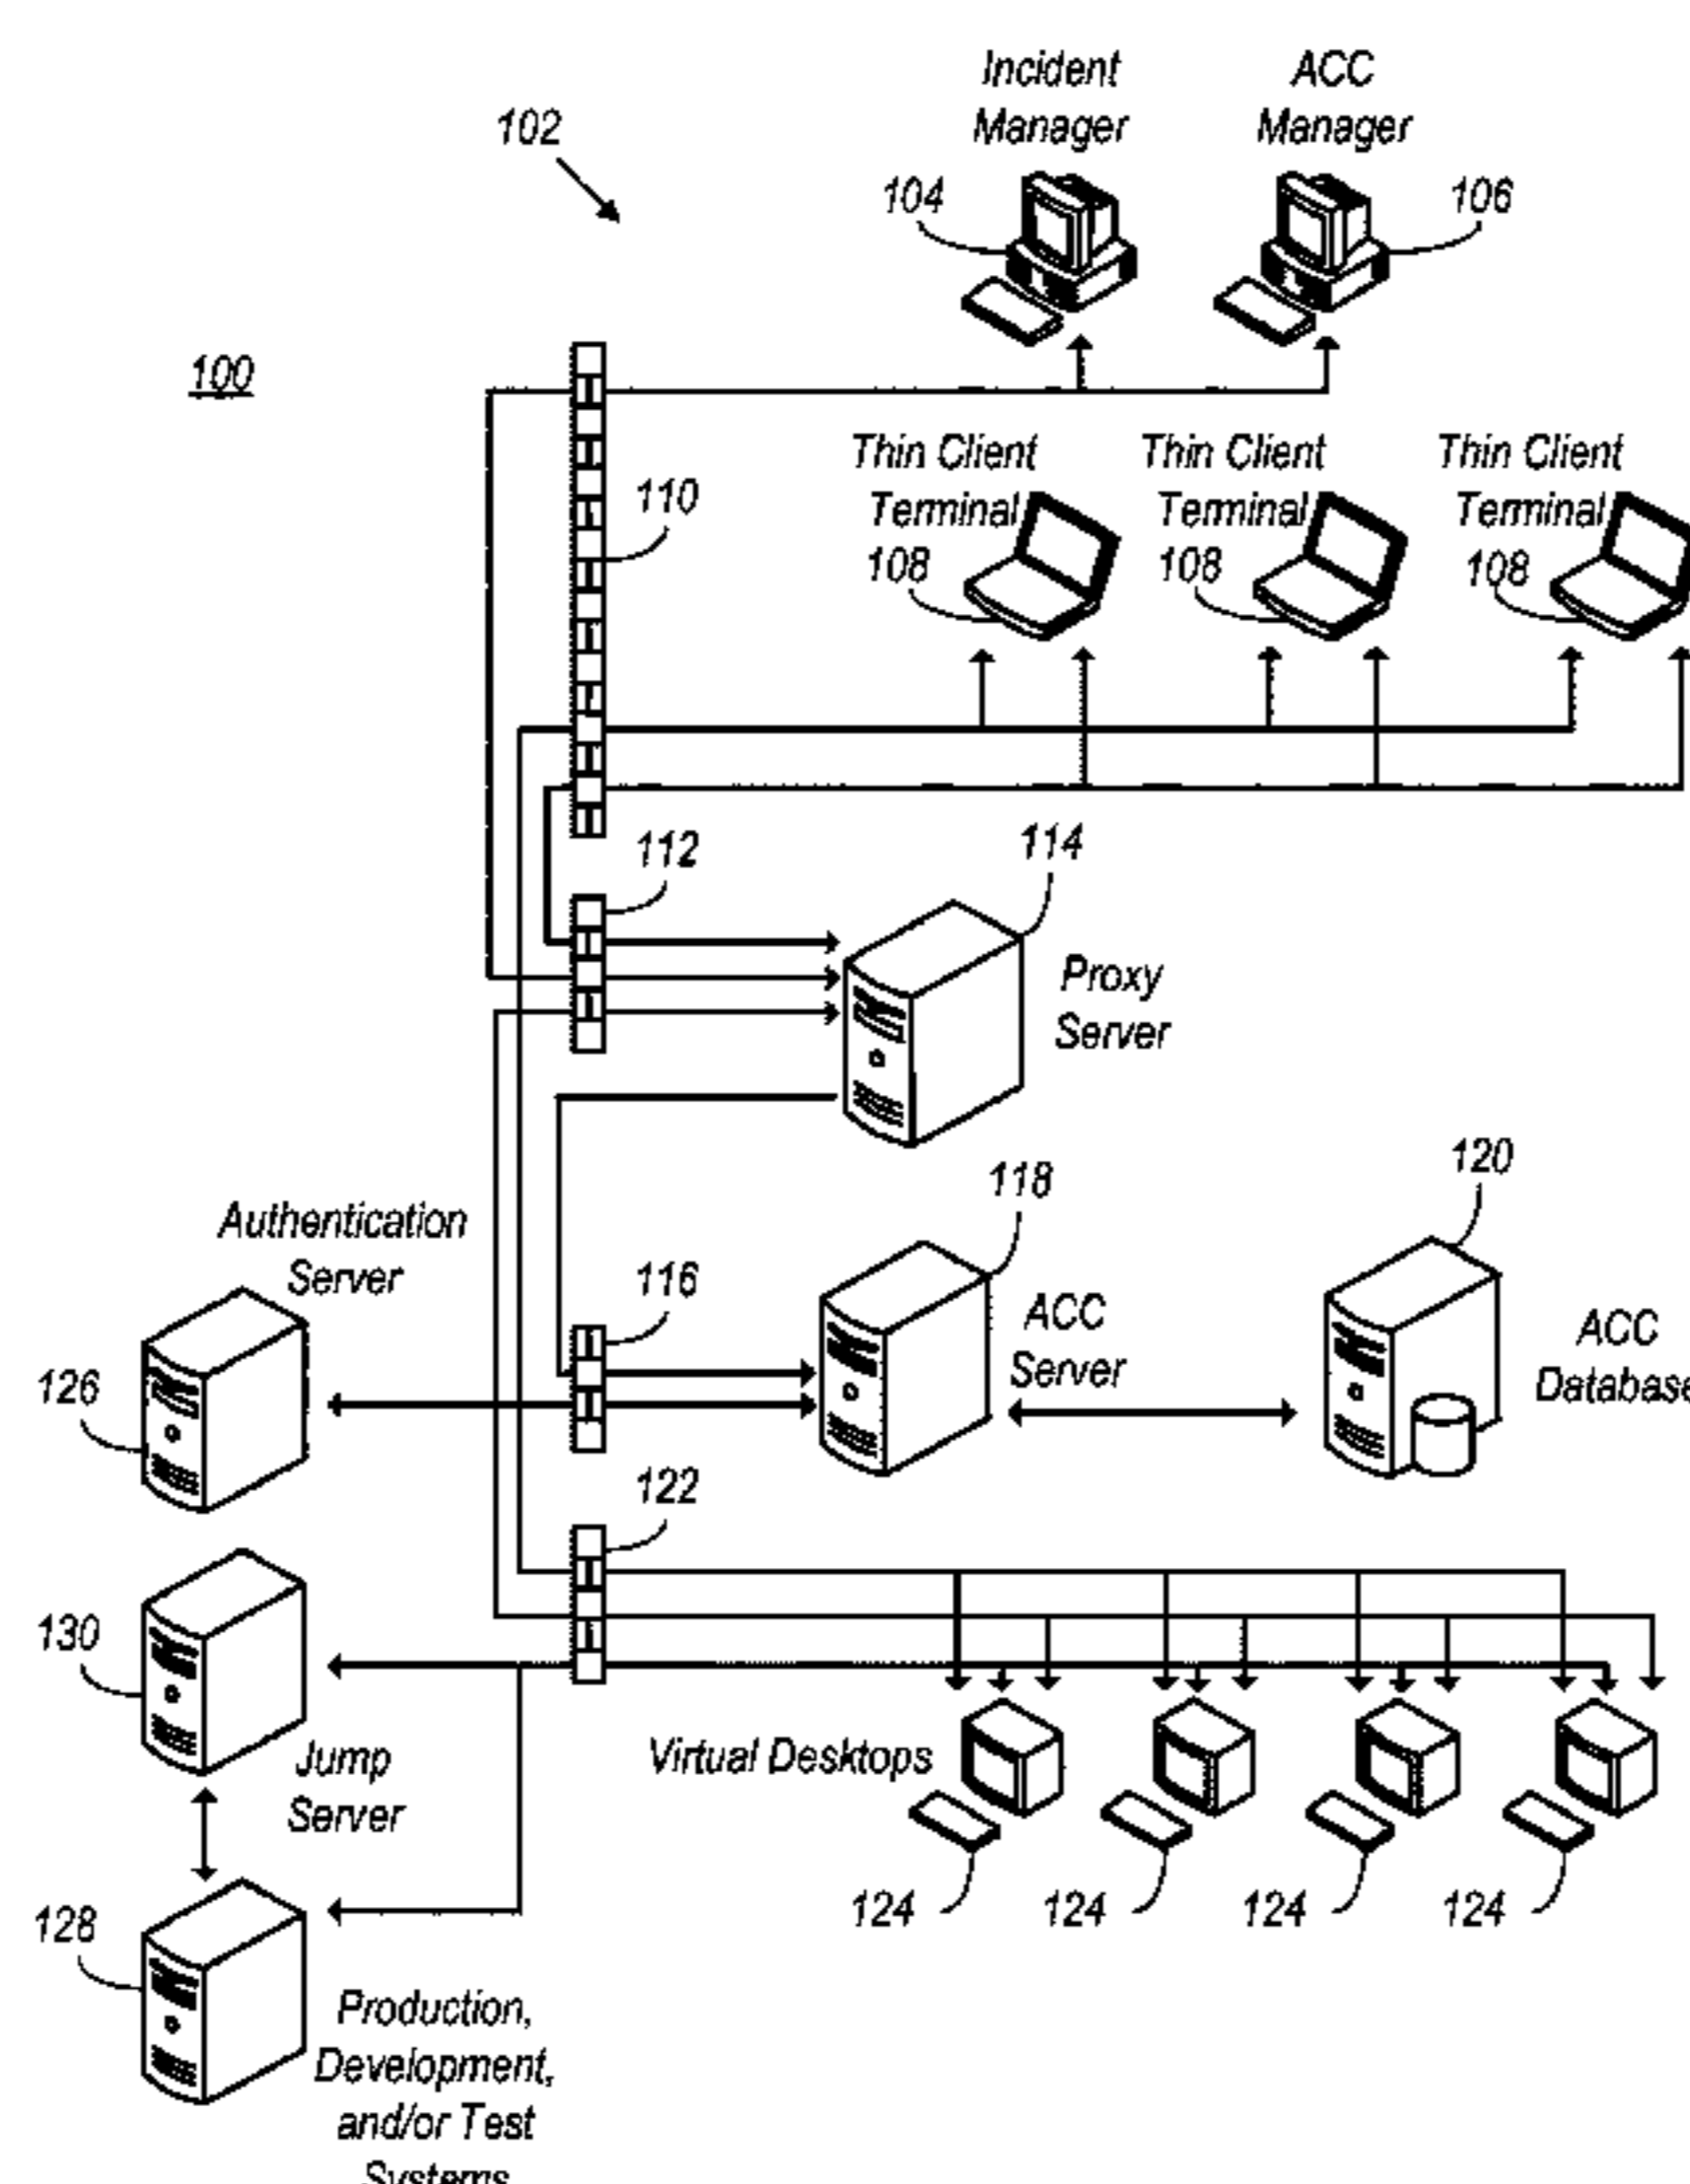 Incident
Manager
ACC
Manager
102
104
106
100
Thin Client
Terminal
108
Thin Client
Terminal
108
Thin Client
Terminal
108
110
112
114
Proxy
Server
118
120
Authentication
Server
116
ACC
Server
ACC
Database
126
122
130
Jump
Server
Virtual Desktops
124
124
124
124
128
Production,
Development,
and/or Test
Systems